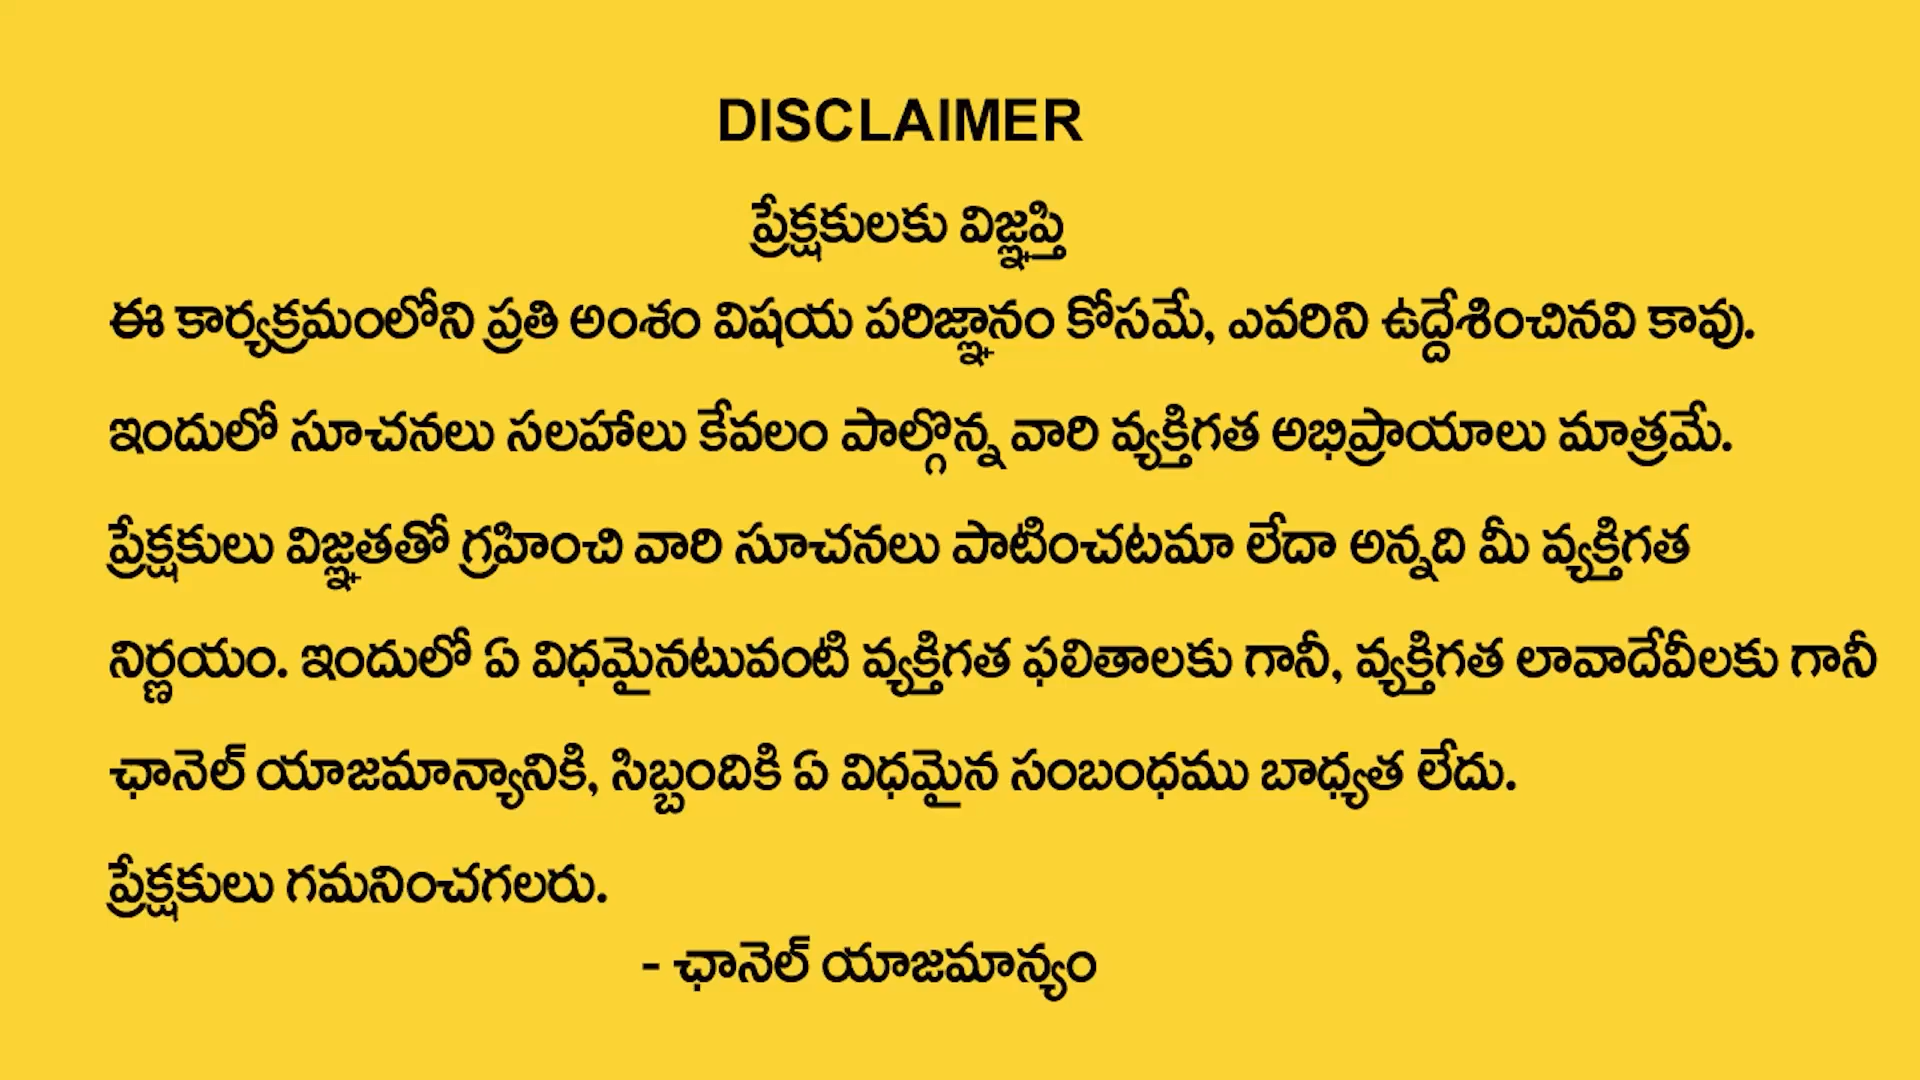 DISCLAIMER
ప్రేక్షకులకు విజ్ఞప్తి
ఈ కార్యక్రమంలోని ప్రతి అంశం విషయ పరిజ్ఞానం కోసమే, ఎవరిని ఉద్దేశించినవి కావు.
ఇందులో సూచనలు సలహాలు కేవలం పాల్గొన్న వారి వ్యక్తిగత అభిప్రాయాలు మాత్రమే.
ప్రేక్షకులు విజ్ఞతతో గ్రహించి వారి సూచనలు పాటించటమా లేదా అన్నది మీ వ్యక్తిగత
నిర్ణయం. ఇందులో ఏ విధమైనటువంటి వ్యక్తిగత ఫలితాలకు గానీ, వ్యక్తిగత లావాదేవీలకు గానీ
ఛానెల్ యాజమాన్యానికి, సిబ్బందికి ఏ విధమైన సంబంధము బాధ్యత లేదు.
ప్రేక్షకులు గమనించగలరు.
- ఛానెల్ యాజమాన్యం